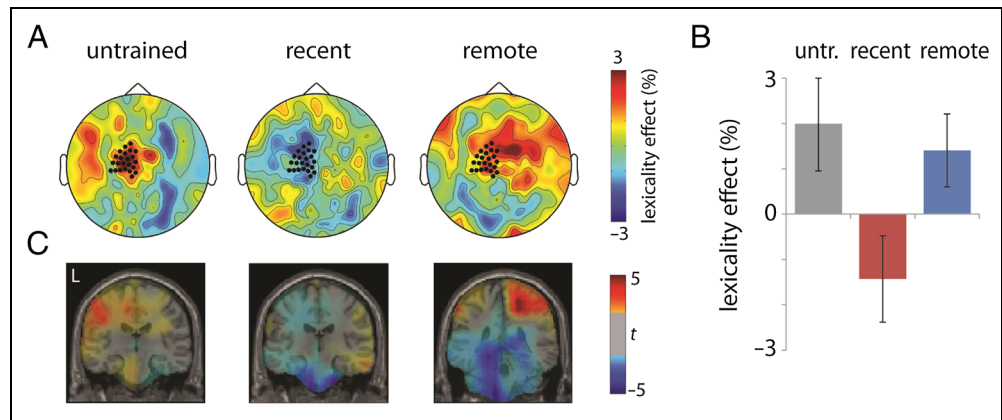 A
untrained
recent
remote
3
lexicality effect (%)
–3
B
untr. recent remote
3
0
–3
lexicality effect (%)
C
L
5
t
–5